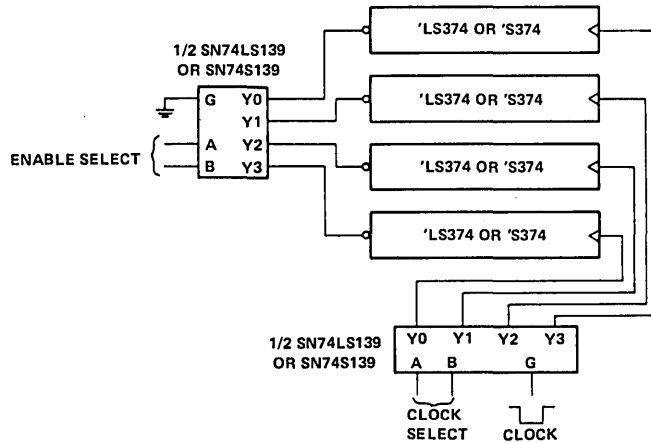 'LS374 OR 'S374
1/2 SN74LS139
OR SN74S139
G Y0
Y1
A Y2
B Y3
ENABLE SELECT
'LS374 OR 'S374
'LS374 OR 'S374
'LS374 OR 'S374
1/2 SN74LS139
OR SN74S139
Y0 Y1 Y2 Y3
A B G
CLOCK
SELECT
CLOCK